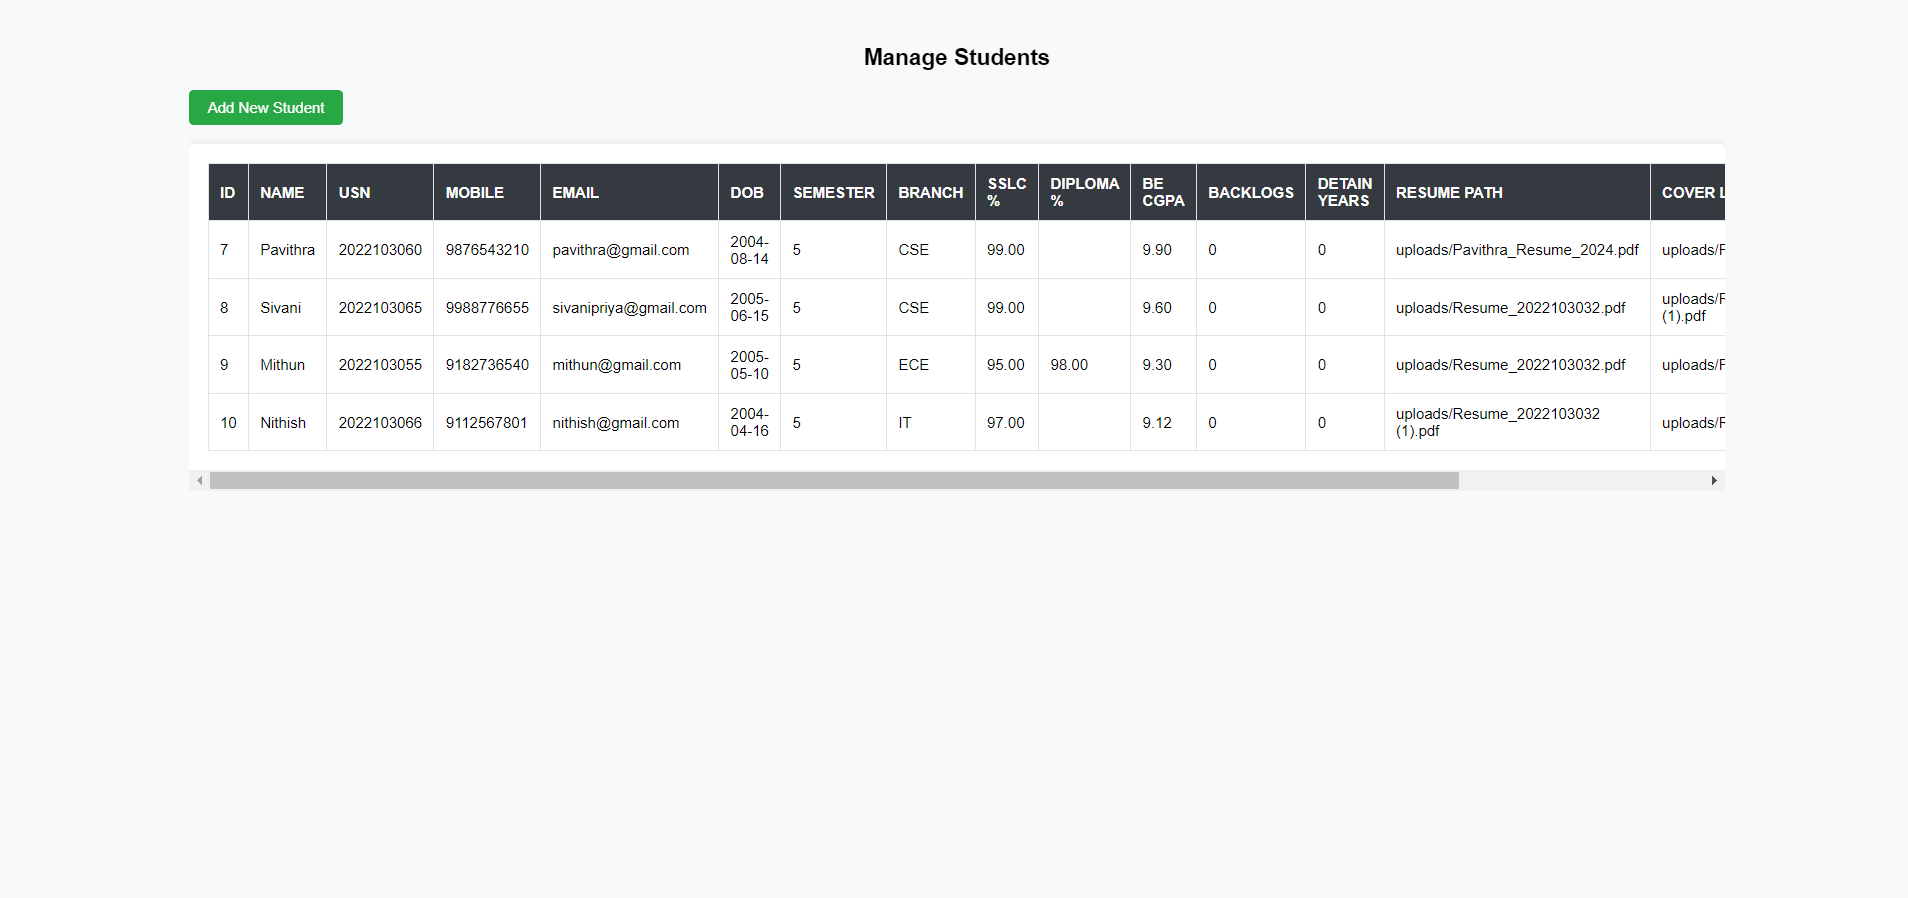 Manage Students
Add New Student
ID NAME USN MOBILE EMAIL DOB SEMESTER BRANCH SSLC % DIPLOMA % BE CGPA BACKLOGS DETAIN YEARS RESUME PATH COVER L
7 Pavithra 2022103060 9876543210 pavithra@gmail.com 2004-08-14 5 CSE 99.00 9.90 0 0 uploads/Pavithra_Resume_2024.pdf uploads/
8 Sivani 2022103065 9988776655 sivanipriya@gmail.com 2005-06-15 5 CSE 99.00 9.60 0 0 uploads/Resume_2022103032.pdf uploads/ (1).pdf
9 Mithun 2022103055 9182736540 mithun@gmail.com 2005-05-10 5 ECE 95.00 98.00 9.30 0 0 uploads/Resume_2022103032.pdf uploads/
10 Nithish 2022103066 9112567801 nithish@gmail.com 2004-04-16 5 IT 97.00 9.12 0 0 uploads/Resume_2022103032 (1).pdf uploads/